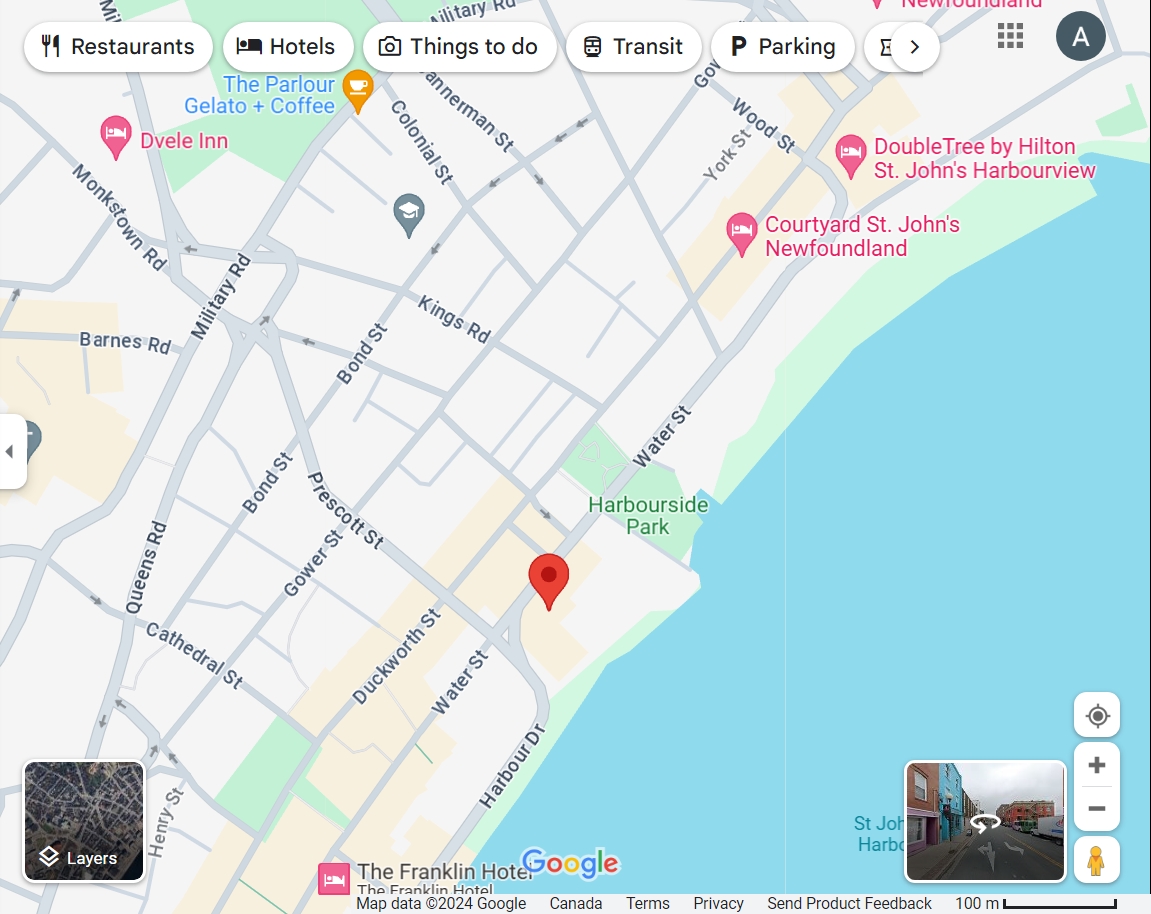 Military Rd
Newfoundland
Restaurants
Hotels
Things to do
Transit
P Parking
A
The Parlour
Gelato + Coffee
Dvele Inn
Bannerman St
Colonial St
Wood St
York St
DoubleTree by Hilton
St. John's Harbourview
Courtyard St. John's
Newfoundland
Monkstown Rd
Military Rd
Kings Rd
Barnes Rd
Bond St
Water St
Bond St
Prescott St
Harbourside
Park
Gower St
Queens Rd
Cathedral St
Duckworth St
Water St
Harbour Dr
Henry St
Layers
St Joh
Harbo
The Franklin Hotel
The Franklin Hotel
Google
Map data ©2024 Google Canada Terms Privacy Send Product Feedback 100 m